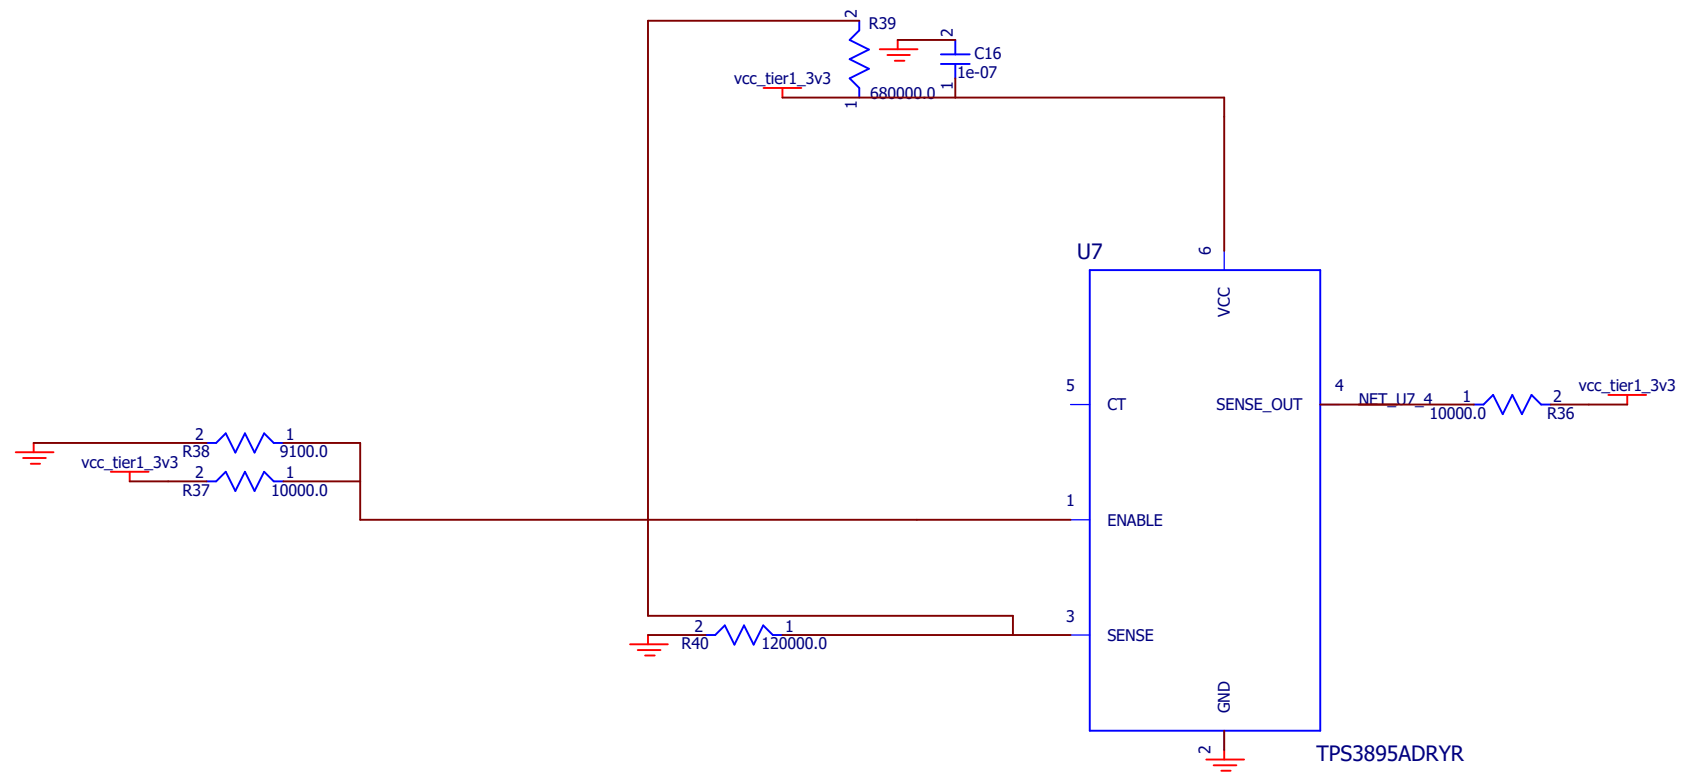 2
R39
2
C16
1e-07
vcc_tier1_3v3
680000.0
1
1
U7
6
VCC
5
CT
SENSE_OUT
4
NET_U7_4
1
10000.0
2
R36
vcc_tier1_3v3
2
1
R38
9100.0
vcc_tier1_3v3
2
1
R37
10000.0
1
ENABLE
3
SENSE
2
1
R40
120000.0
GND
2
TPS3895ADRYR